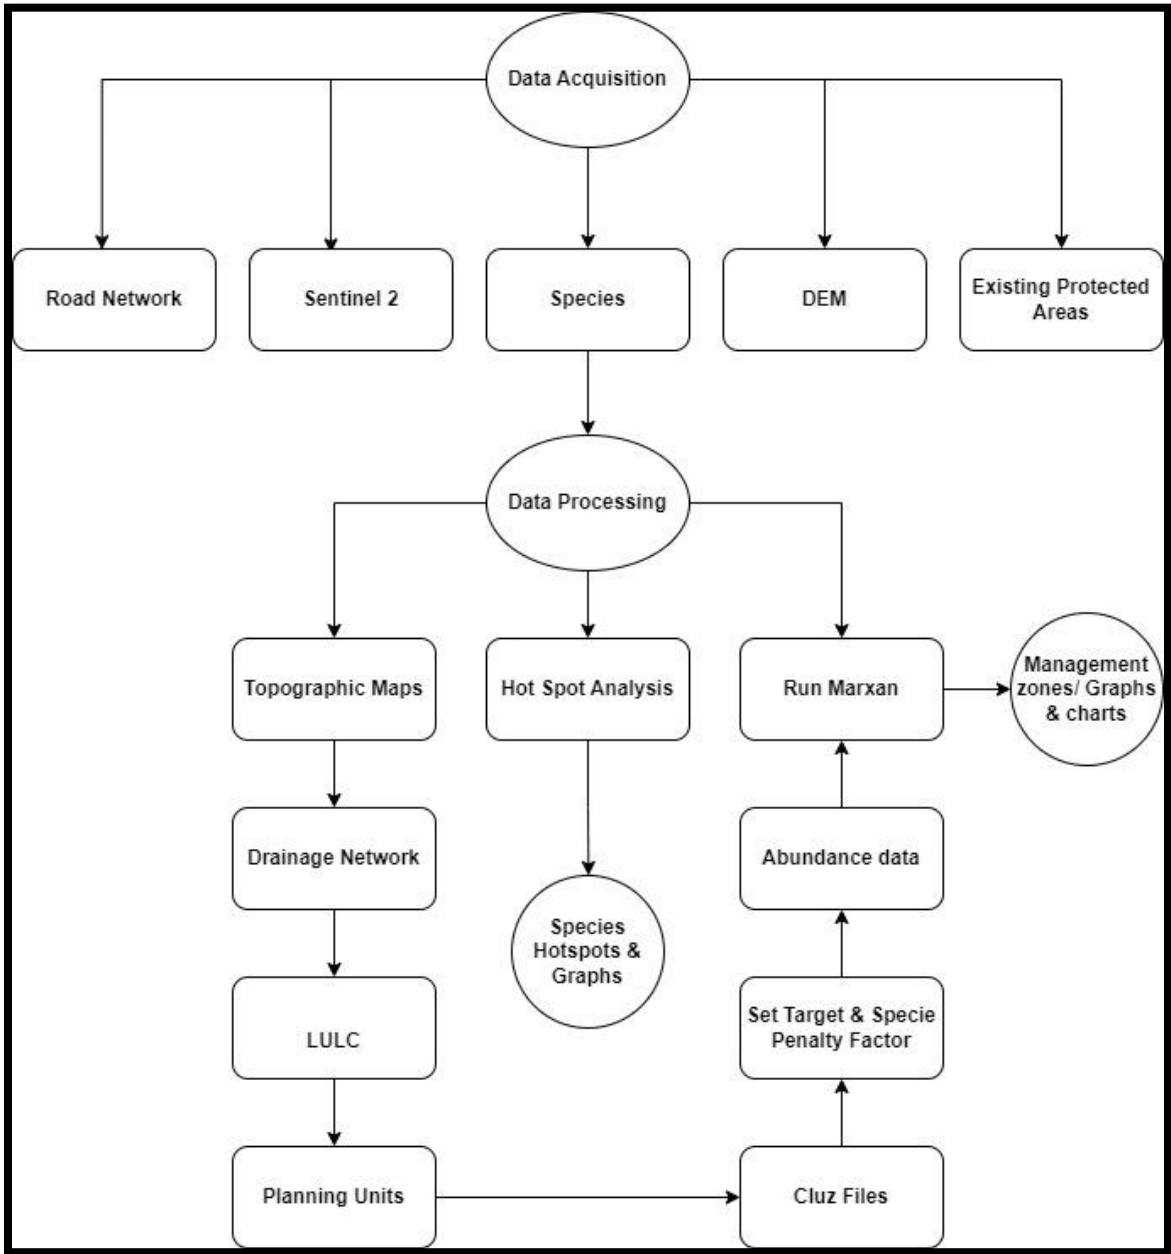 Data Acquisition
Road Network
Sentinel 2
Species
DEM
Existing Protected
Areas
Data Processing
Topographic Maps
Hot Spot Analysis
Run Marxan
Management
zones/ Graphs
& charts
Drainage Network
Abundance data
Species
Hotspots &
Graphs
LULC
Set Target & Specie
Penalty Factor
Planning Units
Cluz Files